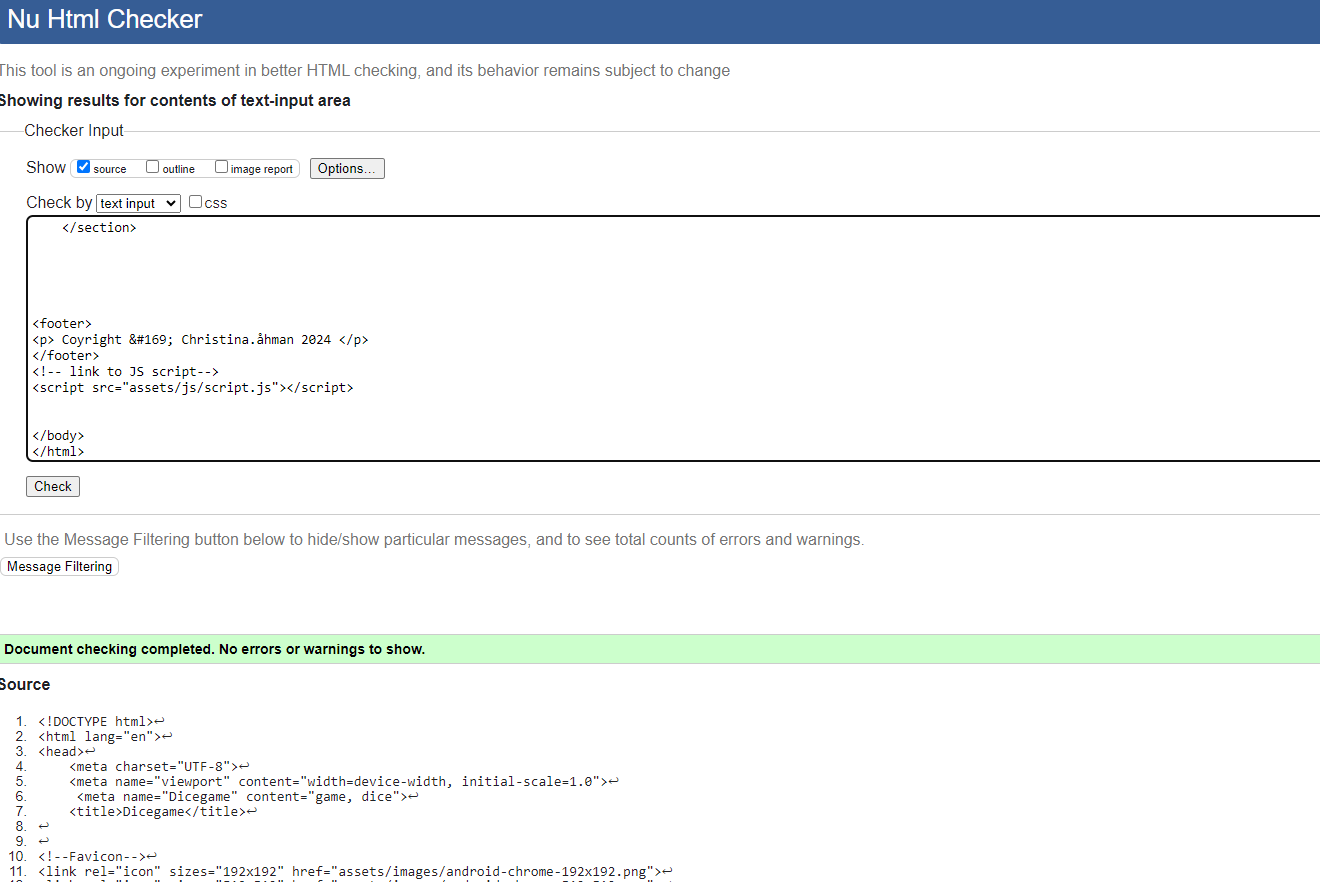 Nu Html Checker
This tool is an ongoing experiment in better HTML checking, and its behavior remains subject to change
Showing results for contents of text-input area
Checker Input
Show source outline image report Options...
Check by text input css
</section>
<footer>
<p> Coyright &#169; Christina.åhman 2024 </p>
</footer>
<!-- link to JS script-->
<script src="assets/js/script.js"></script>
</body>
</html>
Check
Use the Message Filtering button below to hide/show particular messages, and to see total counts of errors and warnings.
Message Filtering
Document checking completed. No errors or warnings to show.
Source
1. <!DOCTYPE html>↩
2. <html lang="en">↩
3. <head>↩
4. <meta charset="UTF-8">↩
5. <meta name="viewport" content="width=device-width, initial-scale=1.0">↩
6. <meta name="Dicegame" content="game, dice">↩
7. <title>Dicegame</title>↩
8. ↩
9. ↩
10. <!--Favicon-->↩
11. <link rel="icon" sizes="192x192" href="assets/images/android-chrome-192x192.png">↩